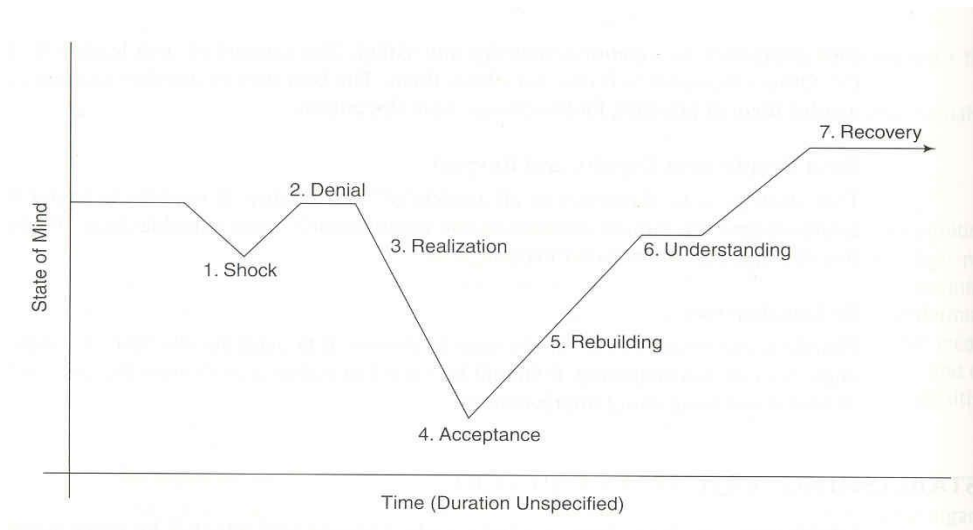 7. Recovery
2. Denial
3. Realization
6. Understanding
1. Shock
5. Rebuilding
4. Acceptance
State of Mind
Time (Duration Unspecified)